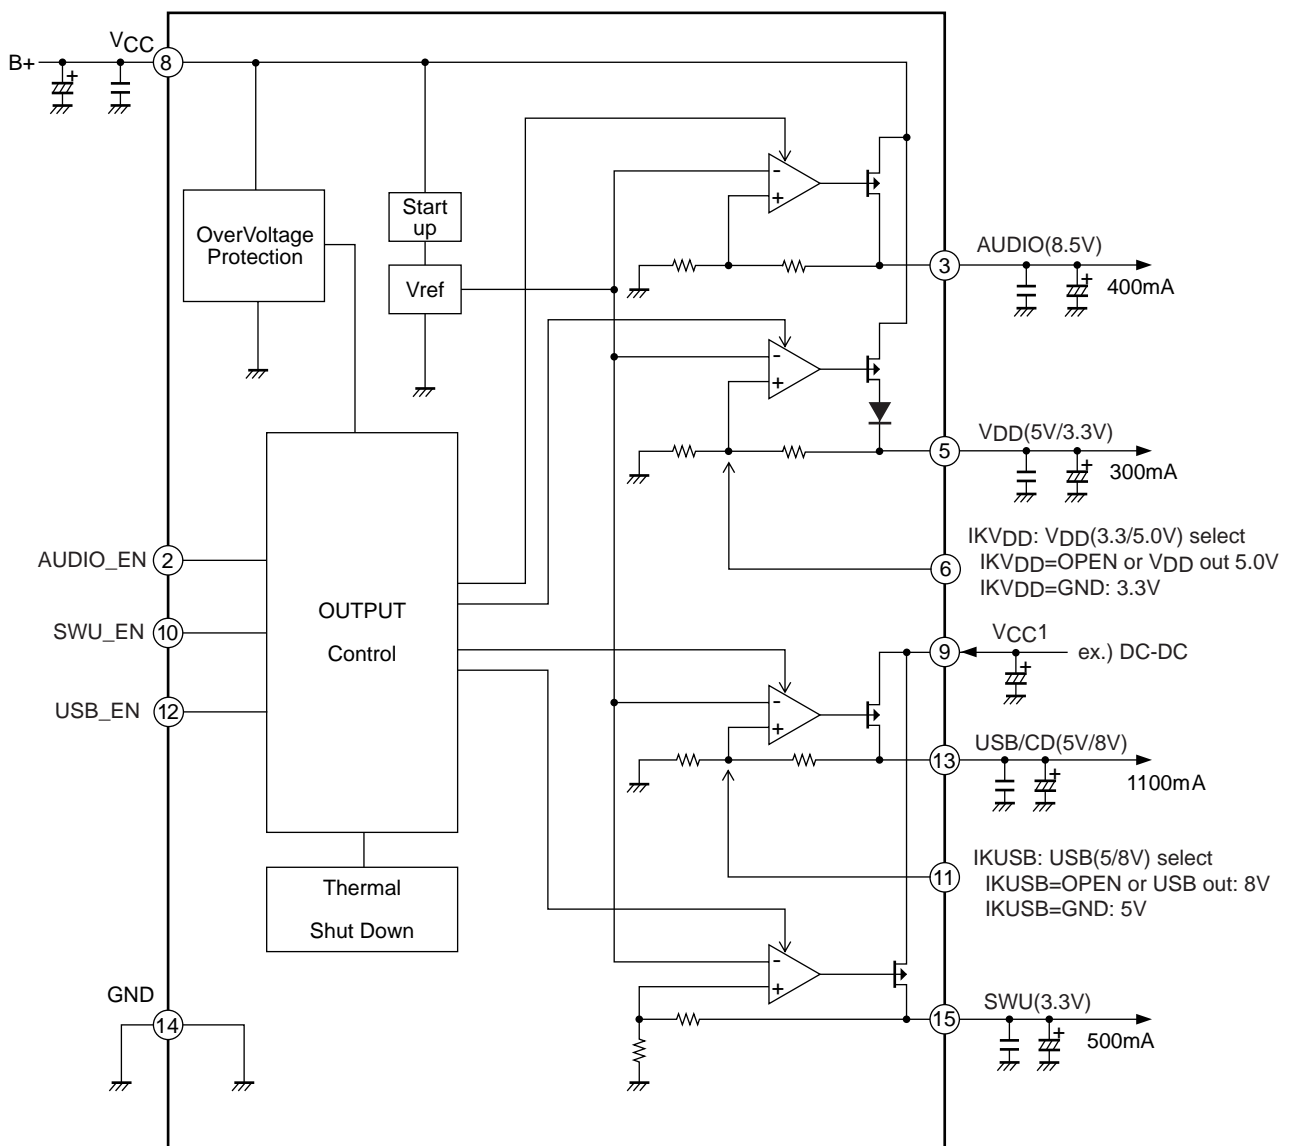 VCC
B+
8
+
Start
up
OverVoltage
Protection
Vref
-
+
AUDIO(8.5V)
3
+
400mA
-
+
VDD(5V/3.3V)
5
+
300mA
IKVDD: VDD(3.3/5.0V) select
IKVDD=OPEN or VDD out 5.0V
IKVDD=GND: 3.3V
6
AUDIO_EN 2
SWU_EN 10
USB_EN 12
OUTPUT
Control
VCC1
9
ex.) DC-DC
+
-
+
USB/CD(5V/8V)
13
+
1100mA
IKUSB: USB(5/8V) select
IKUSB=OPEN or USB out: 8V
IKUSB=GND: 5V
11
Thermal
Shut Down
-
+
GND
14
SWU(3.3V)
15
+
500mA